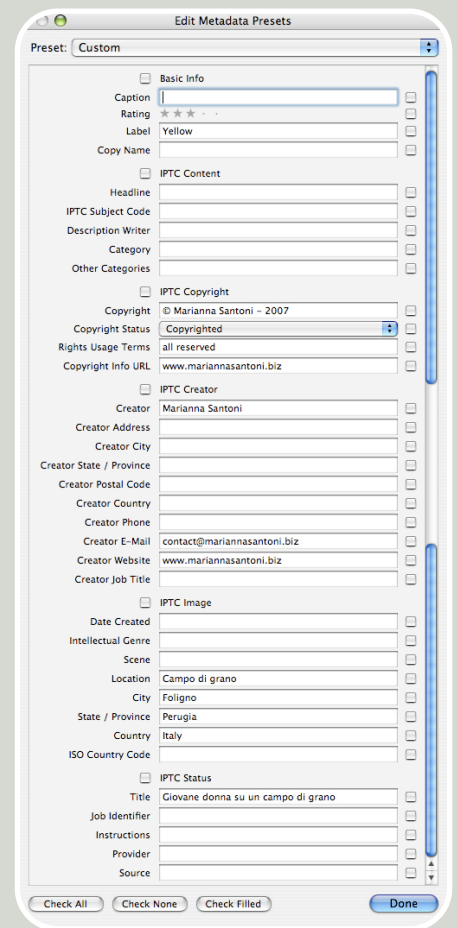 Edit Metadata Presets
Preset: Custom
Basic Info
Caption
Rating
Label Yellow
Copy Name
IPTC Content
Headline
IPTC Subject Code
Description Writer
Category
Other Categories
IPTC Copyright
Copyright © Marianna Santoni – 2007
Copyright Status Copyrighted
Rights Usage Terms all reserved
Copyright Info URL www.mariannasantoni.biz
IPTC Creator
Creator Marianna Santoni
Creator Address
Creator City
Creator State / Province
Creator Postal Code
Creator Country
Creator Phone
Creator E-Mail contact@mariannasantoni.biz
Creator Website www.mariannasantoni.biz
Creator Job Title
IPTC Image
Date Created
Intellectual Genre
Scene
Location Campo di grano
City Foligno
State / Province Perugia
Country Italy
ISO Country Code
IPTC Status
Title Giovane donna su un campo di grano
Job Identifier
Instructions
Provider
Source
Check All Check None Check Filled Done